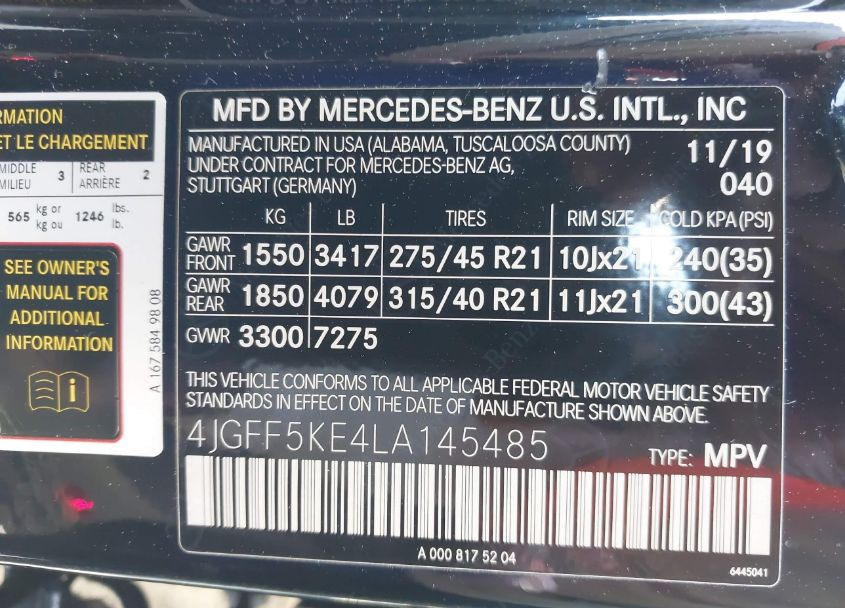 RMATION
ET LE CHARGEMENT
MIDDLE 3 REAR 2
MILIEU ARRIÈRE
565 kg or 1246 lbs.
kg ou lb.
SEE OWNER'S
MANUAL FOR
ADDITIONAL
INFORMATION
A 167 584 98 08
MFD BY MERCEDES-BENZ U.S. INTL., INC
MANUFACTURED IN USA (ALABAMA, TUSCALOOSA COUNTY) 11/19
UNDER CONTRACT FOR MERCEDES-BENZ AG,
STUTTGART (GERMANY) 040
KG LB TIRES RIM SIZE COLD KPA (PSI)
GAWR FRONT 1550 3417 275/45 R21 10Jx21 240(35)
GAWR REAR 1850 4079 315/40 R21 11Jx21 300(43)
GVWR 3300 7275
THIS VEHICLE CONFORMS TO ALL APPLICABLE FEDERAL MOTOR VEHICLE SAFETY
STANDARDS IN EFFECT ON THE DATE OF MANUFACTURE SHOWN ABOVE.
4JGFF5KE4LA145485
TYPE: MPV
A 000 817 52 04
6445041